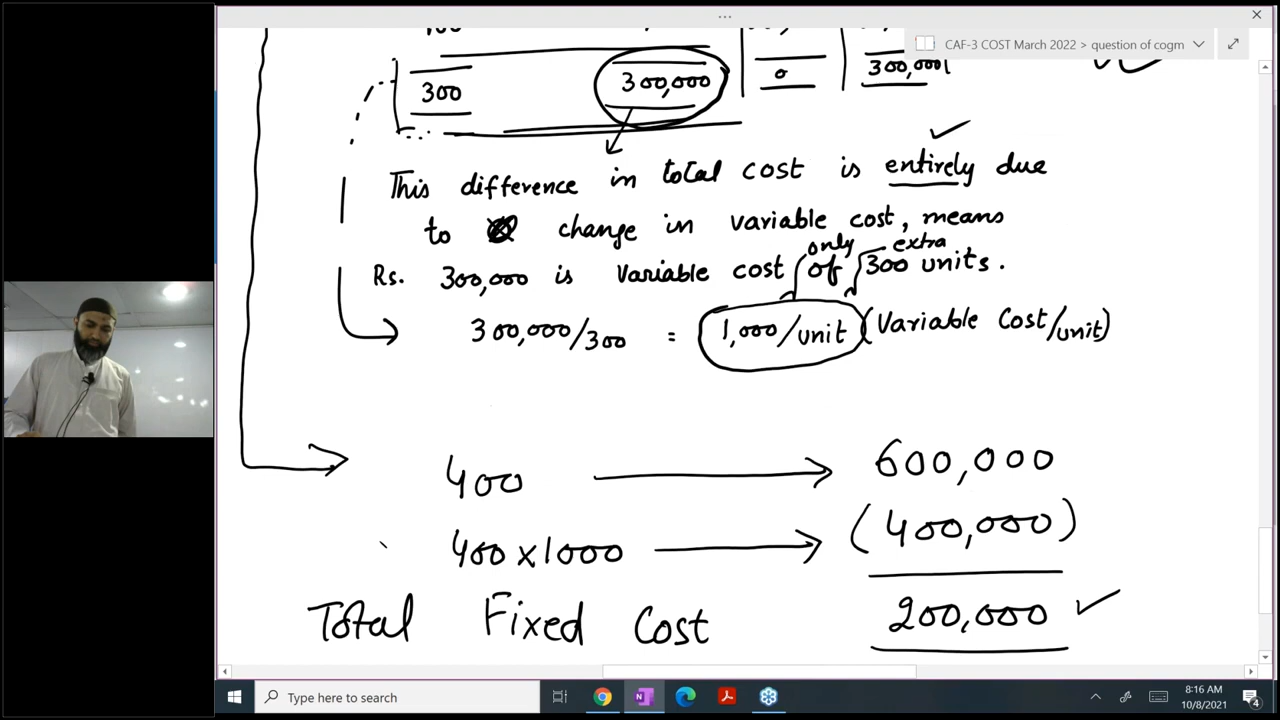 CAF-3 COST March 2022 > question of cogm
300 300,000 0 300,000
This difference in total cost is entirely due
to change in variable cost, means
only extra
Rs. 300,000 is variable cost of 300 units.
300,000/300 = 1,000/unit (Variable Cost/unit)
400 600,000
400 x 1000 (400,000)
Total Fixed Cost 200,000
Type here to search
8:16 AM
10/8/2021
4